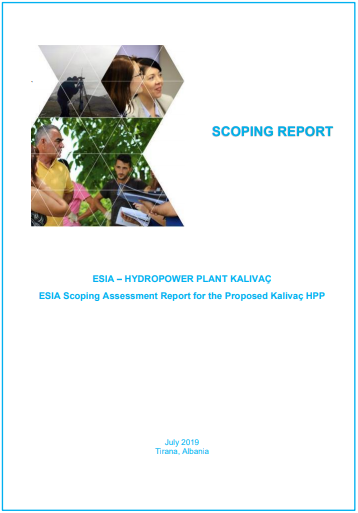 SCOPING REPORT
ESIA – HYDROPOWER PLANT KALIVAÇ
ESIA Scoping Assessment Report for the Proposed Kalivaç HPP
July 2019
Tirana, Albania